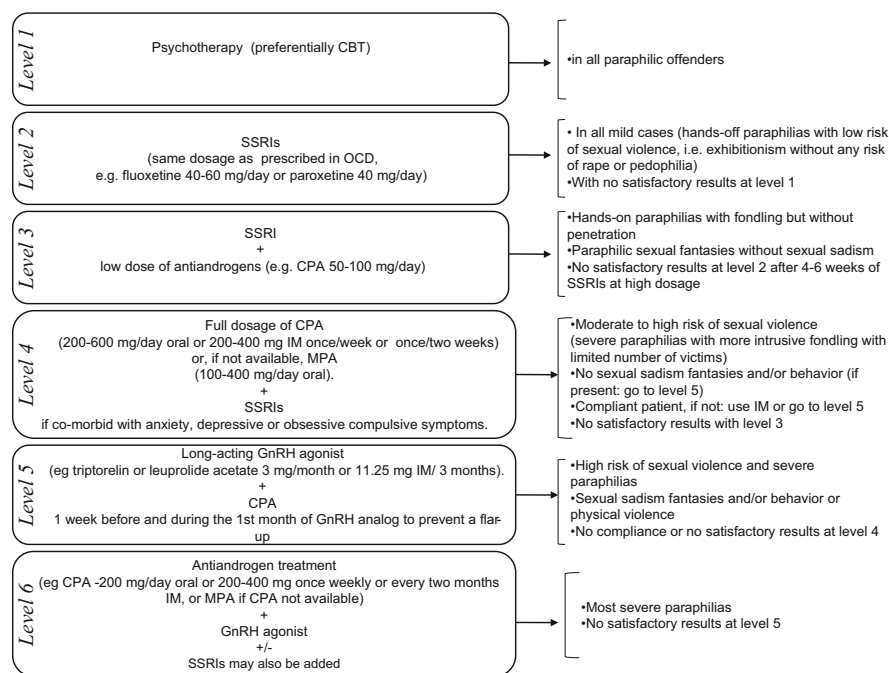 Level 1
Psychotherapy (preferentially CBT)
•in all paraphilic offenders
Level 2
SSRIs
(same dosage as prescribed in OCD,
e.g. fluoxetine 40-60 mg/day or paroxetine 40 mg/day)
• In all mild cases (hands-off paraphilias with low risk
of sexual violence, i.e. exhibitionism without any risk
of rape or pedophilia)
•With no satisfactory results at level 1
Level 3
SSRI
+
low dose of antiandrogens (e.g. CPA 50-100 mg/day)
•Hands-on paraphilias with fondling but without
penetration
•Paraphilic sexual fantasies without sexual sadism
•No satisfactory results at level 2 after 4-6 weeks of
SSRIs at high dosage
Level 4
Full dosage of CPA
(200-600 mg/day oral or 200-400 mg IM once/week or once/two weeks)
or, if not available, MPA
(100-400 mg/day oral).
+
SSRIs
if co-morbid with anxiety, depressive or obsessive compulsive symptoms.
•Moderate to high risk of sexual violence
(severe paraphilias with more intrusive fondling with
limited number of victims)
•No sexual sadism fantasies and/or behavior (if
present: go to level 5)
•Compliant patient, if not: use IM or go to level 5
•No satisfactory results with level 3
Level 5
Long-acting GnRH agonist
(eg triptorelin or leuprolide acetate 3 mg/month or 11.25 mg IM/ 3 months).
+
CPA
1 week before and during the 1st month of GnRH analog to prevent a flar-
up
•High risk of sexual violence and severe
paraphilias
•Sexual sadism fantasies and/or behavior or
physical violence
•No compliance or no satisfactory results at level 4
Level 6
Antiandrogen treatment
(eg CPA -200 mg/day oral or 200-400 mg once weekly or every two months
IM, or MPA if CPA not available)
+
GnRH agonist
+/-
SSRIs may also be added
•Most severe paraphilias
•No satisfactory results at level 5